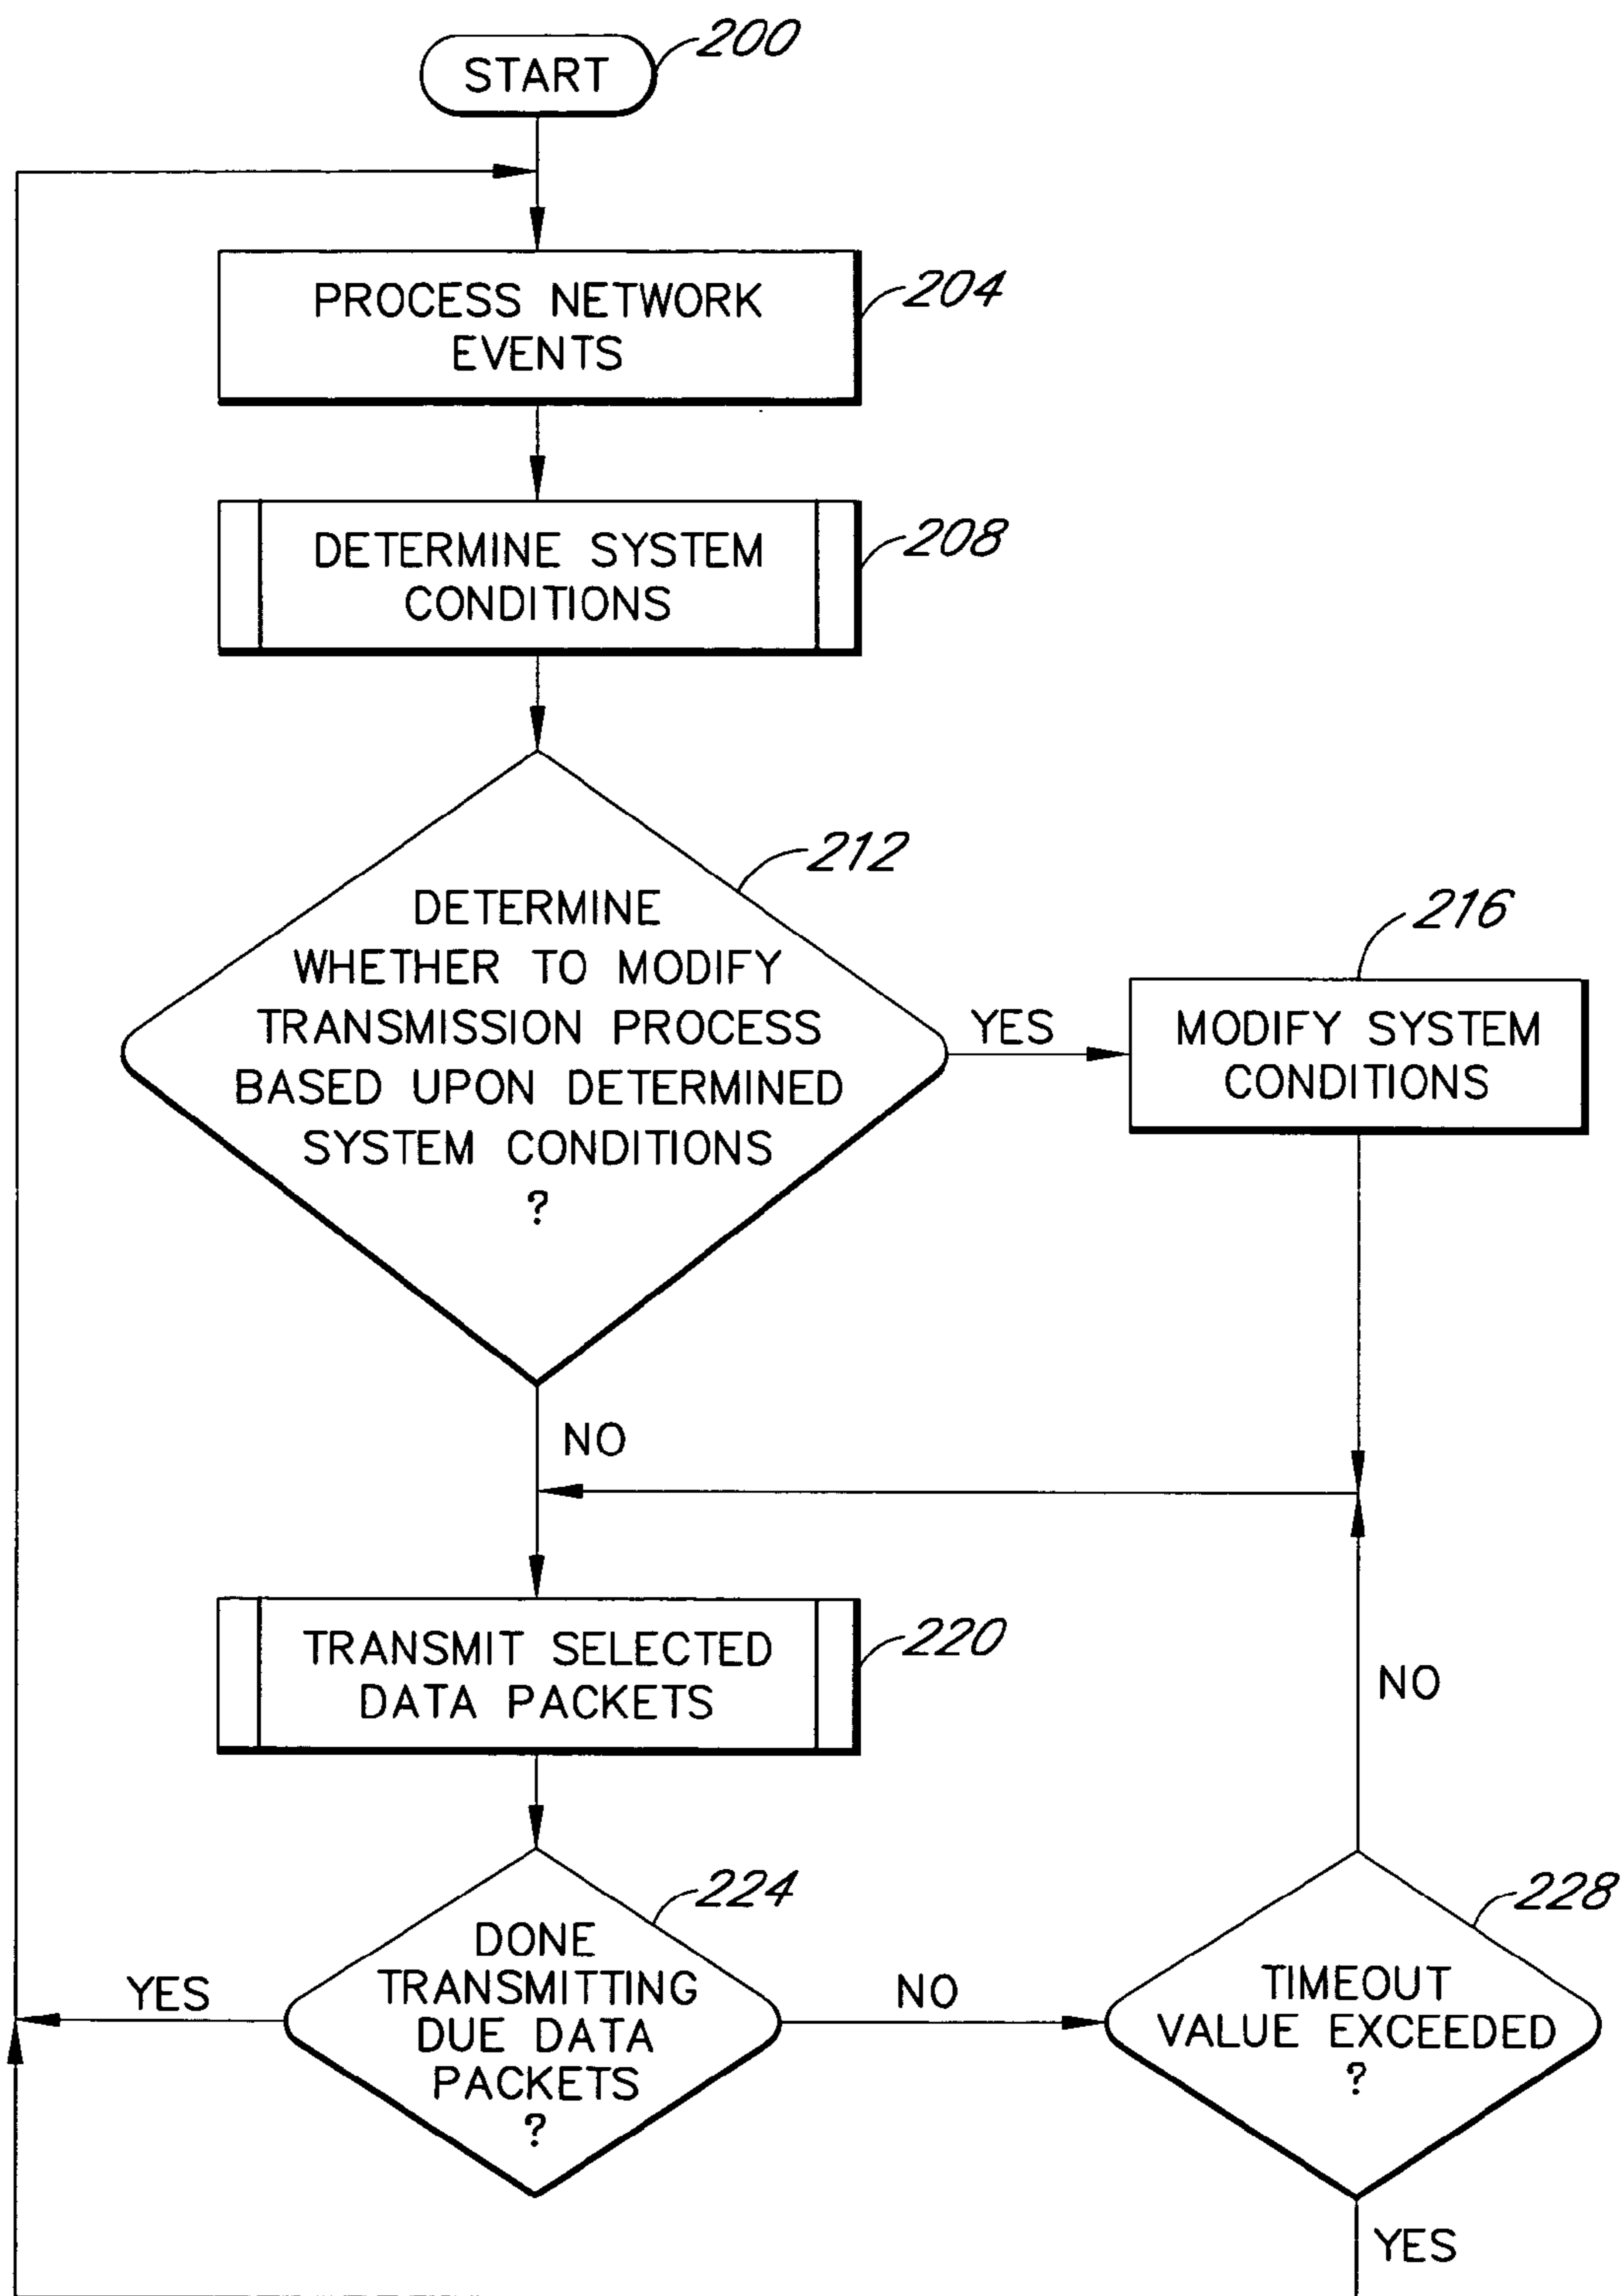 START
200
PROCESS NETWORK
EVENTS
204
DETERMINE SYSTEM
CONDITIONS
208
212
DETERMINE
WHETHER TO MODIFY
TRANSMISSION PROCESS
BASED UPON DETERMINED
SYSTEM CONDITIONS
?
YES
216
MODIFY SYSTEM
CONDITIONS
NO
TRANSMIT SELECTED
DATA PACKETS
220
NO
224
DONE
TRANSMITTING
DUE DATA
PACKETS
?
YES
NO
228
TIMEOUT
VALUE EXCEEDED
?
YES